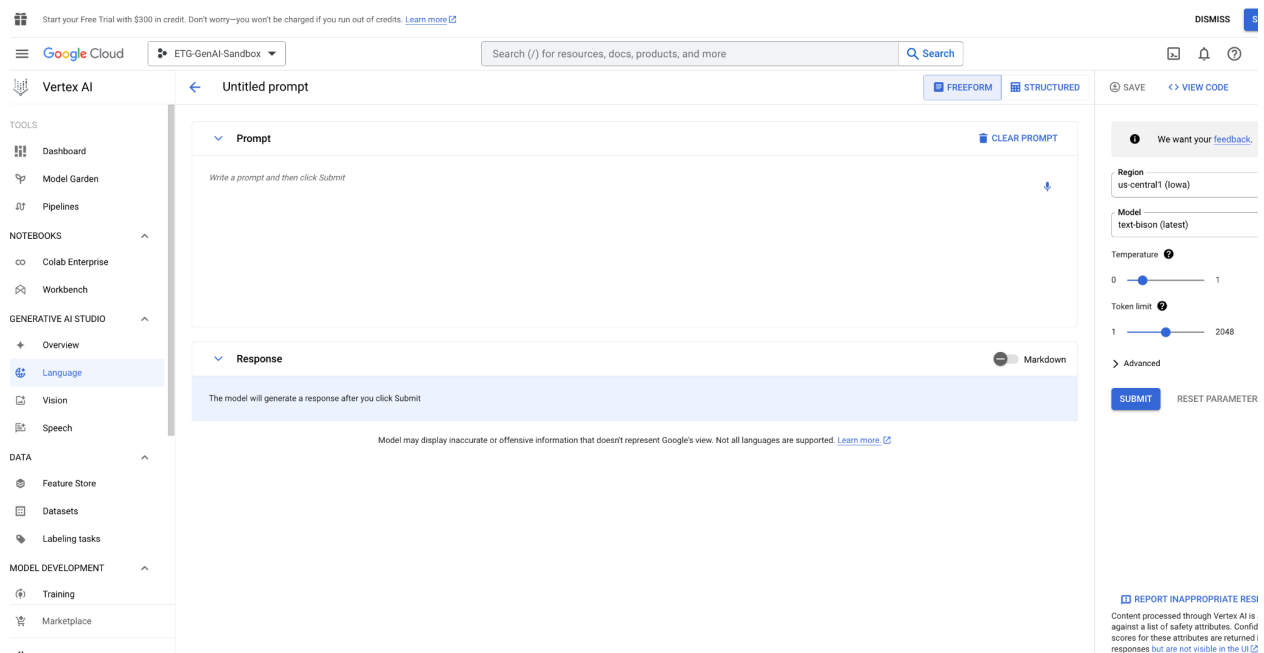 Start your Free Trial with $300 in credit. Don't worry—you won't be charged if you run out of credits. Learn more
DISMISS
Google Cloud
ETG-GenAI-Sandbox
Search (/) for resources, docs, products, and more
Search
Vertex AI
Untitled prompt
FREEFORM
STRUCTURED
SAVE
VIEW CODE
TOOLS
Dashboard
Model Garden
Pipelines
NOTEBOOKS
Colab Enterprise
Workbench
GENERATIVE AI STUDIO
Overview
Language
Vision
Speech
DATA
Feature Store
Datasets
Labeling tasks
MODEL DEVELOPMENT
Training
Marketplace
Prompt
CLEAR PROMPT
Write a prompt and then click Submit
Response
Markdown
The model will generate a response after you click Submit
Model may display inaccurate or offensive information that doesn't represent Google's view. Not all languages are supported. Learn more.
We want your feedback.
Region
us-central1 (Iowa)
Model
text-bison (latest)
Temperature
0 1
Token limit
1 2048
Advanced
SUBMIT
RESET PARAMETER
REPORT INAPPROPRIATE RES
Content processed through Vertex AI is
against a list of safety attributes. Confid
scores for these attributes are returned
responses but are not visible in the UI